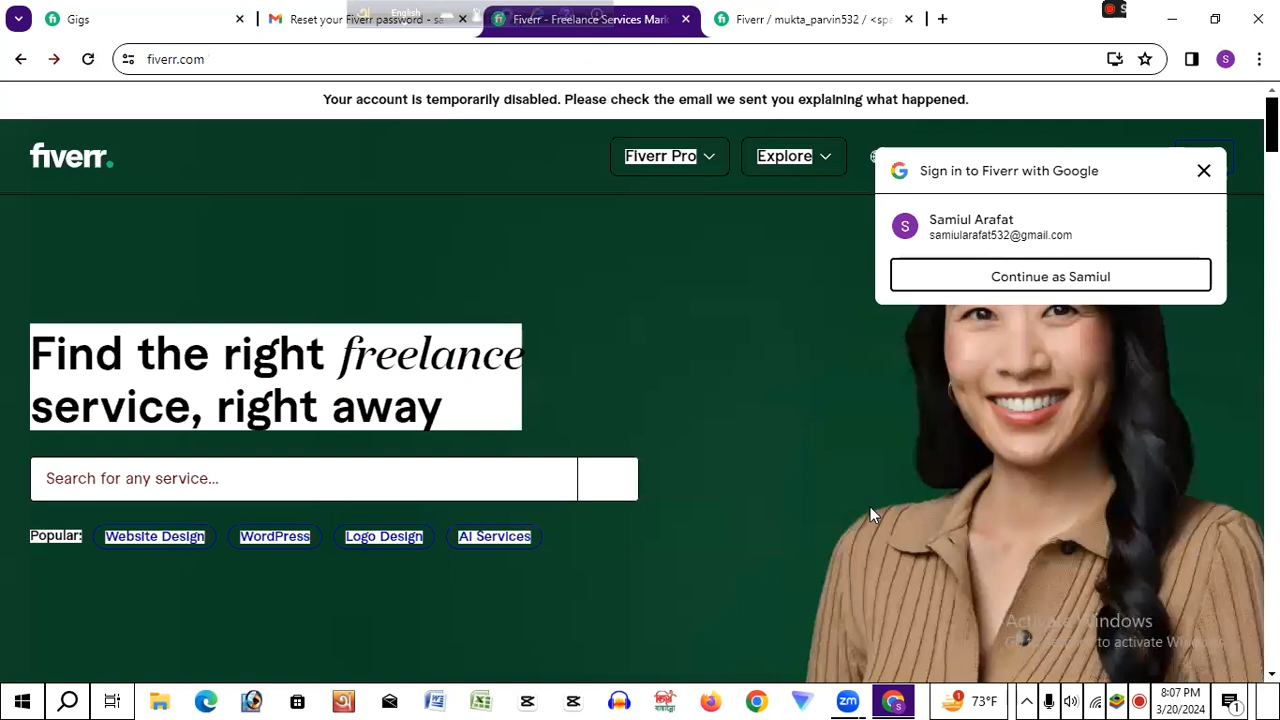 English
Gigs
Reset your Fiverr password - sa
Fiverr - Freelance Services Mark
Fiverr / mukta_parvin532 / <spa
fiverr.com
S
Your account is temporarily disabled. Please check the email we sent you explaining what happened.
fiverr.
Fiverr Pro
Explore
Sign in to Fiverr with Google
S
Samiul Arafat
samiularafat532@gmail.com
Continue as Samiul
Find the right freelance
service, right away
Search for any service...
Popular:
Website Design
WordPress
Logo Design
AI Services
Activate Windows
to activate
73°F
8:07 PM
3/20/2024